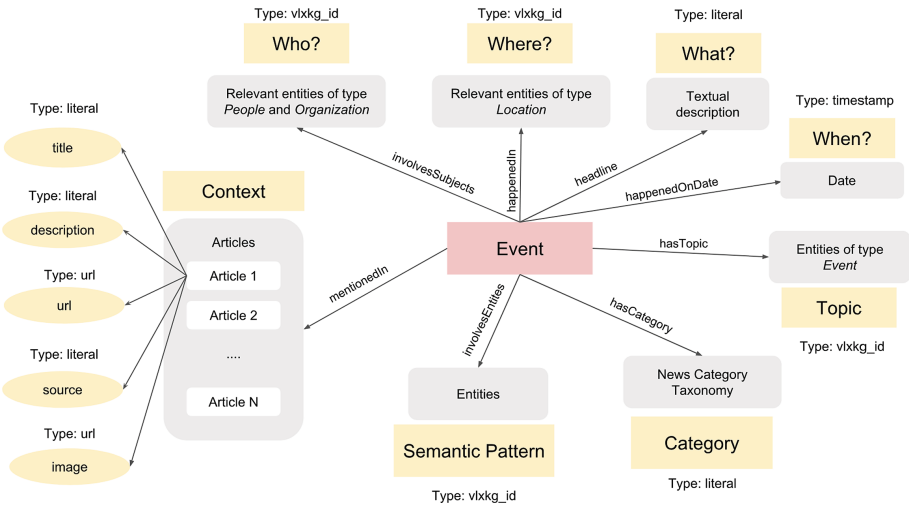 Type: vlxkg_id
Who?
Relevant entities of type
People and Organization
Type: vlxkg_id
Where?
Relevant entities of type
Location
Type: literal
What?
Textual
description
Type: timestamp
When?
Date
involvesSubjects
happenedIn
headline
happenedOnDate
Type: literal
title
Type: literal
description
Type: url
url
Type: literal
source
Type: url
image
Context
Articles
Article 1
Article 2
....
Article N
mentionedIn
Event
hasTopic
Entities of type
Event
Topic
Type: vlxkg_id
involvesEntites
hasCategory
Entities
Semantic Pattern
Type: vlxkg_id
News Category
Taxonomy
Category
Type: literal